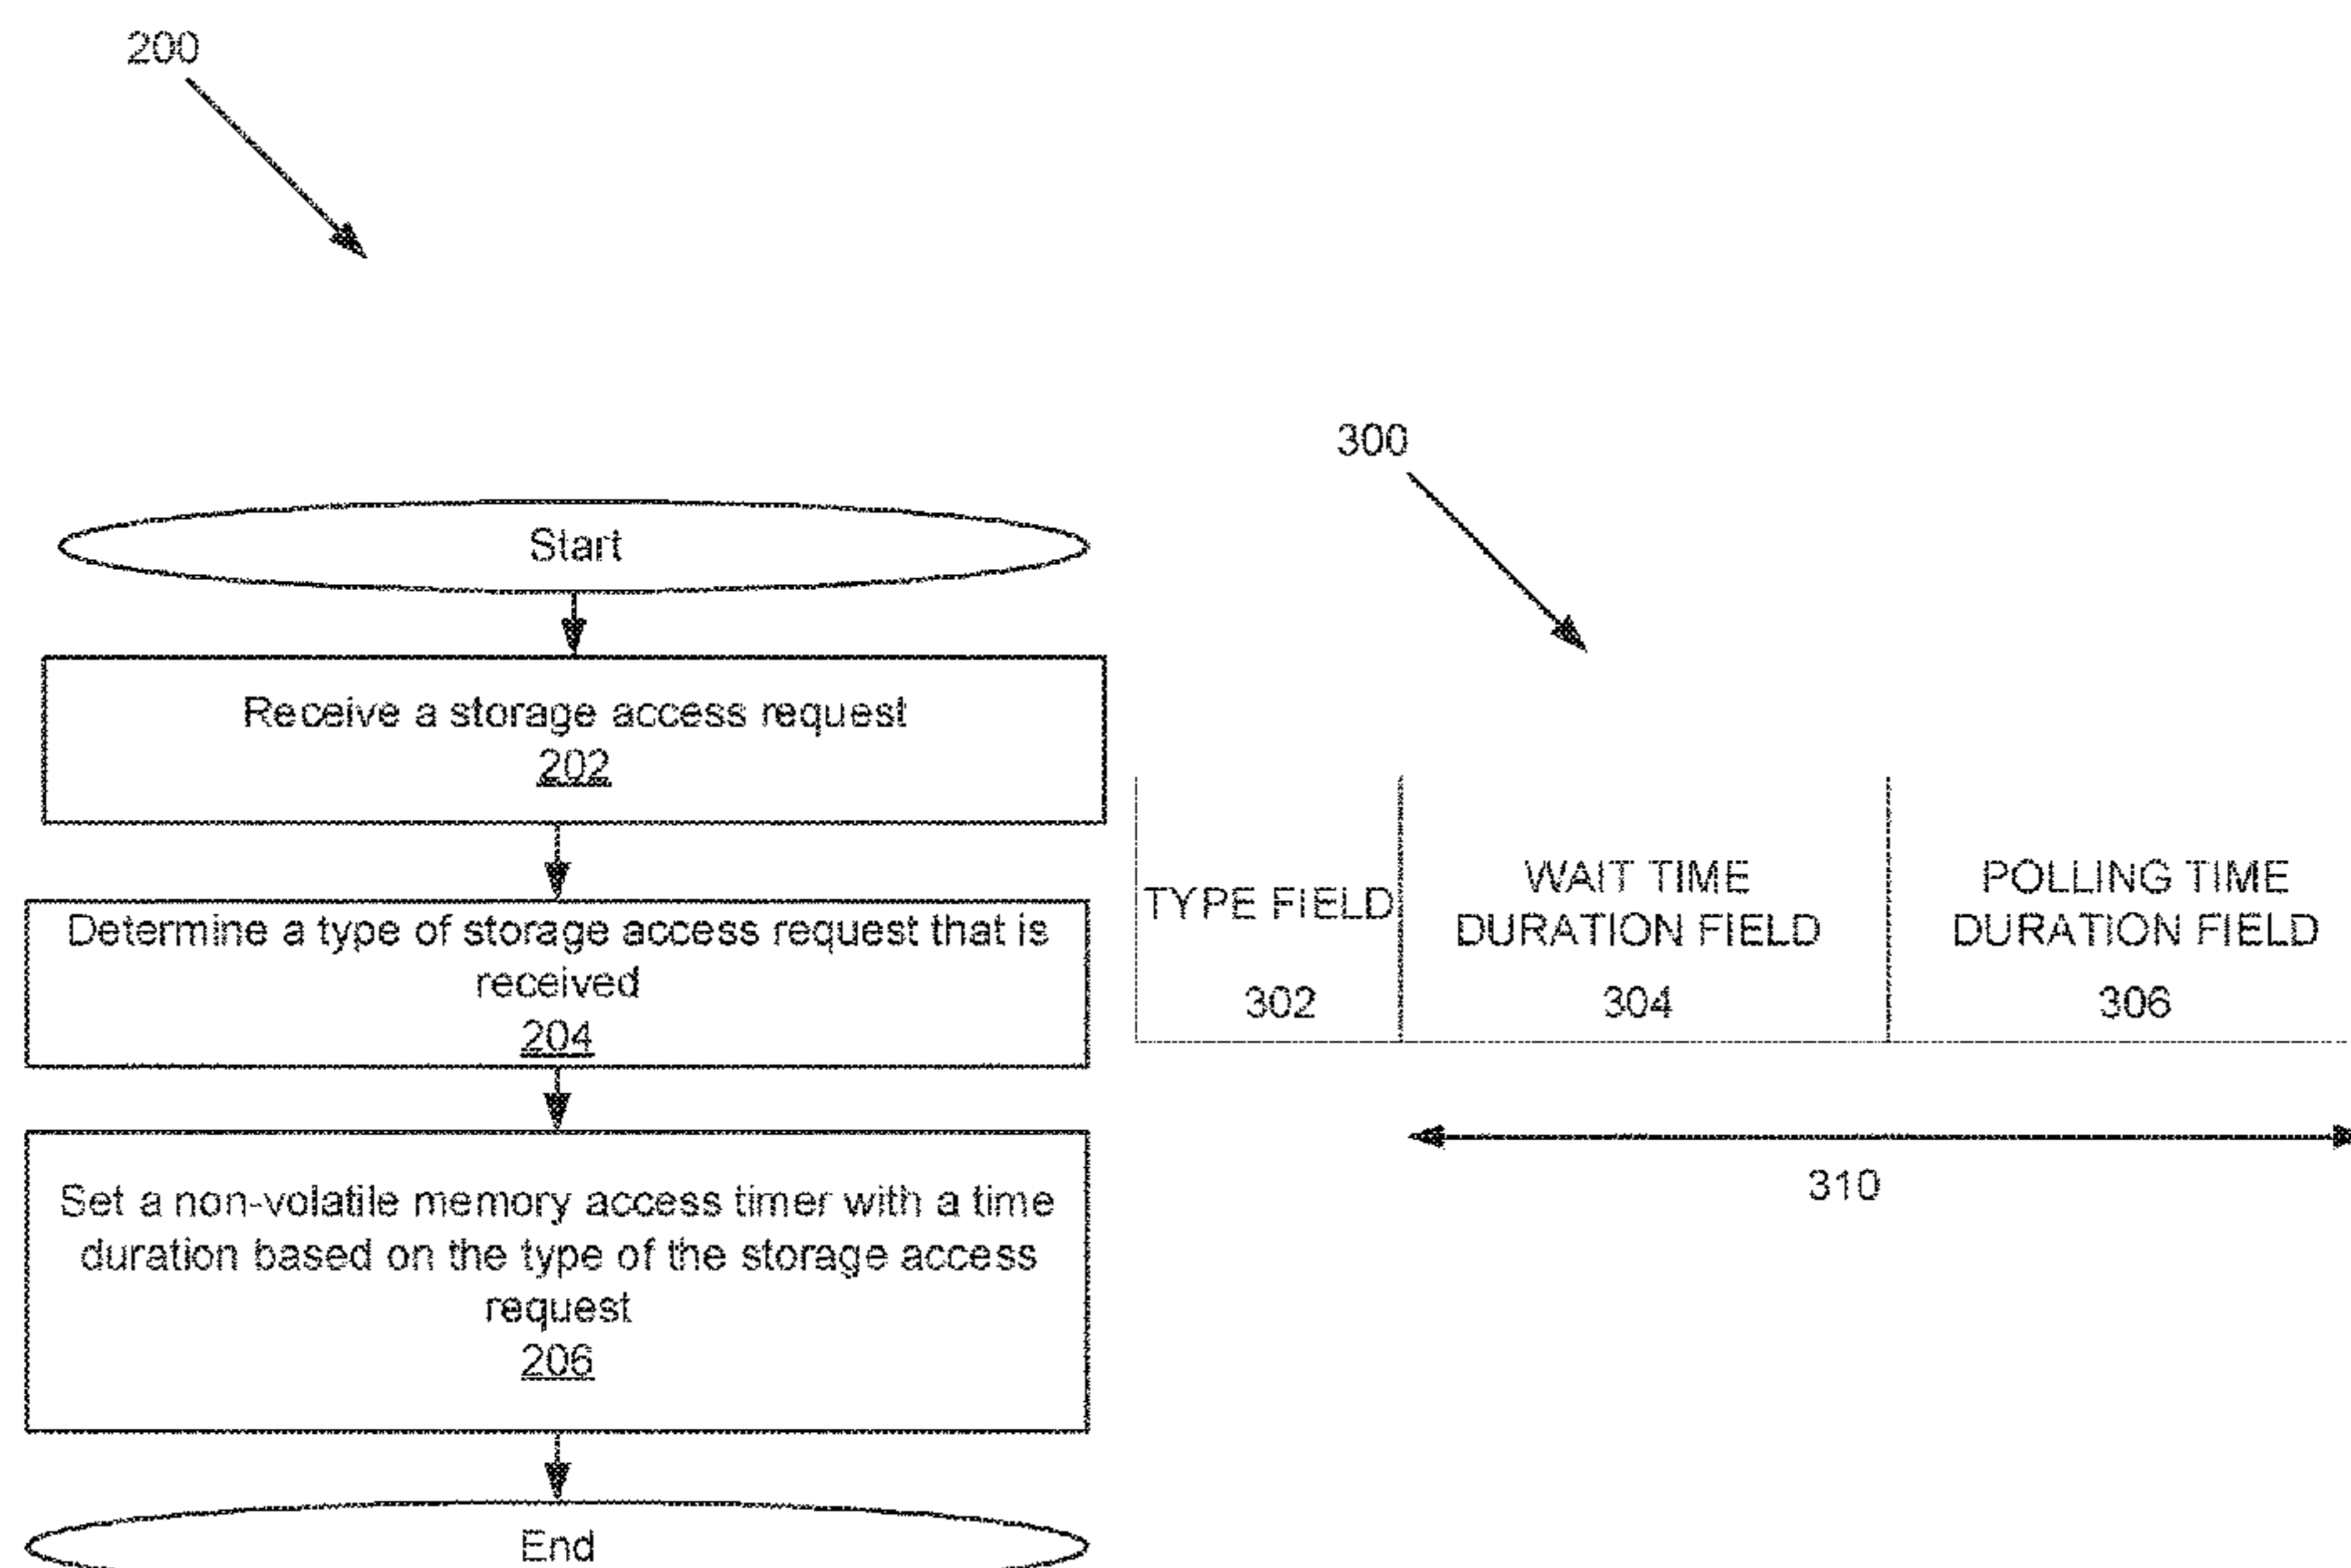 200
Start
Receive a storage access request
202
Determine a type of storage access request that is
received
204
Set a non-volatile memory access timer with a time
duration based on the type of the storage access
request
206
End
300
TYPE FIELD
302
WAIT TIME
DURATION FIELD
304
POLLING TIME
DURATION FIELD
306
310